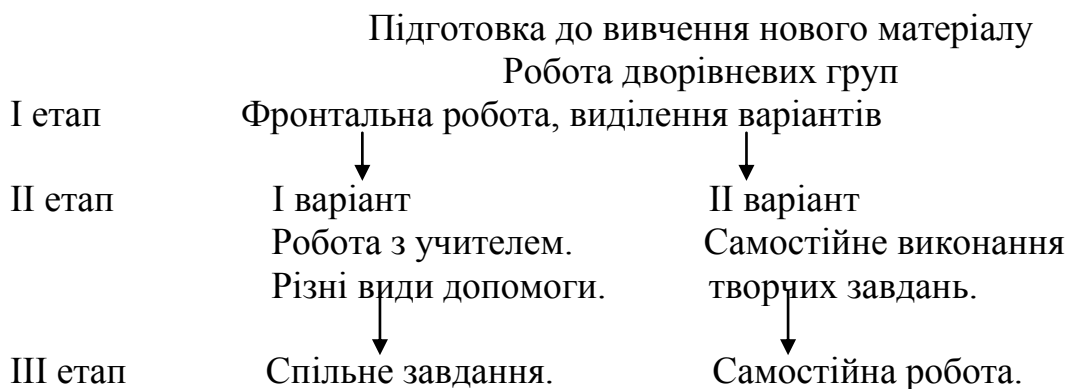 Підготовка до вивчення нового матеріалу
Робота дворівневих груп
І етап Фронтальна робота, виділення варіантів
ІІ етап І варіант ІІ варіант
Робота з учителем. Самостійне виконання
Різні види допомоги. творчих завдань.
ІІІ етап Спільне завдання. Самостійна робота.